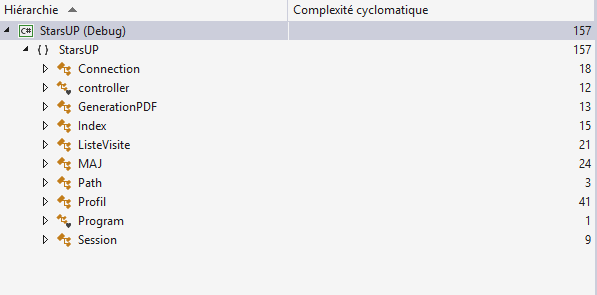 Hiérarchie Complexité cyclomatique
C# StarsUP (Debug) 157
{ } StarsUP 157
Connection 18
controller 12
GenerationPDF 13
Index 15
ListeVisite 21
MAJ 24
Path 3
Profil 41
Program 1
Session 9